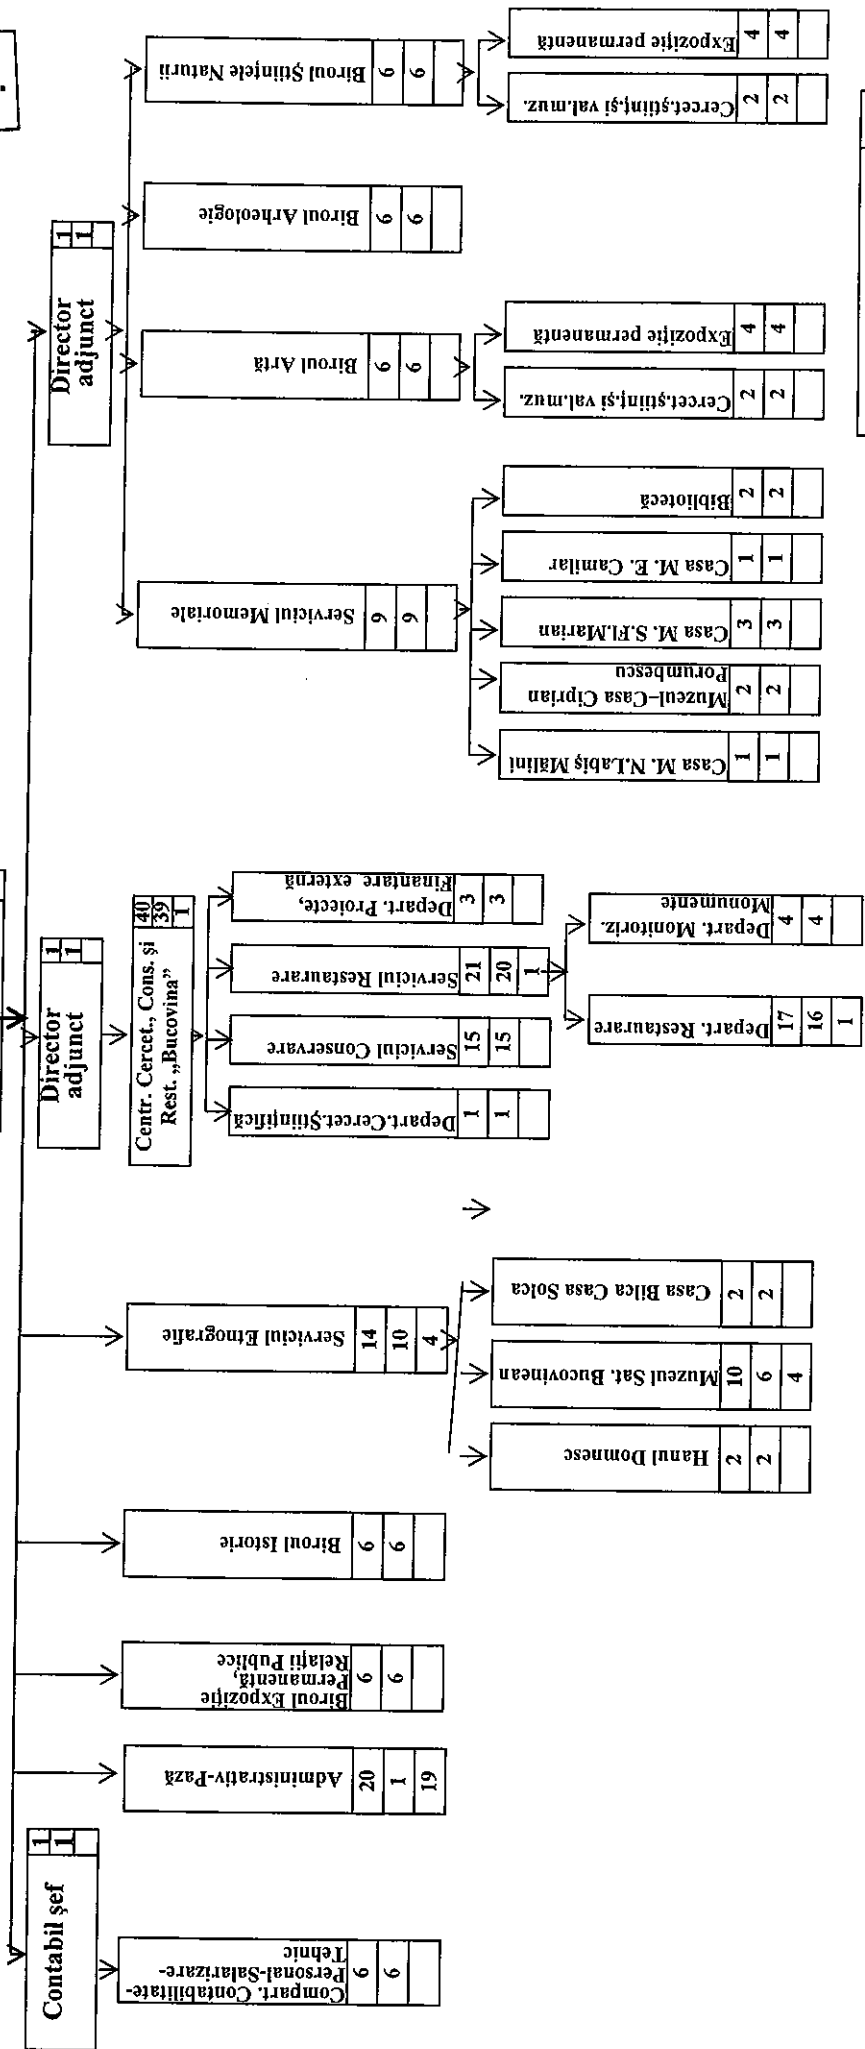 Contabil şef
1
1
Compart. Contabilitate-
Personal-Salarizare-
Tehnic
6
6
Administrativ-Pază
20
1
19
Biroul Expoziţie
Permanentă,
Relaţii Publice
6
6
Biroul Istorie
6
6
Serviciul Etnografie
14
10
4
Hanul Domnesc
2
2
Muzeul Sat. Bucovinean
10
6
4
Casa Bilca Casa Solca
2
2
Director
adjunct
1
1
Centr. Cercet., Cons. şi
Rest. „Bucovina”
40
39
1
Depart.Cercet.Ştiinţifică
1
1
Serviciul Conservare
15
15
Serviciul Restaurare
21
20
1
Depart. Proiecte,
Finantare externă
3
3
Depart. Restaurare
17
16
1
Depart. Monitoriz.
Monumente
4
4
Director
adjunct
1
1
Serviciul Memoriale
9
9
Casa M. N.Labiş Mălini
1
1
Muzeul-Casa Ciprian
Porumbescu
2
2
Casa M. S.Fl.Marian
3
3
Casa M. E. Camilar
1
1
Bibliotecă
2
2
Biroul Artă
6
6
Cercet.ştiinţ.şi val.muz.
2
2
Expoziţie permanentă
4
4
Biroul Arheologie
6
6
Biroul Ştiinţele Naturii
6
6
Cercet.ştiinţ.şi val.muz.
2
2
Expoziţie permanentă
4
4